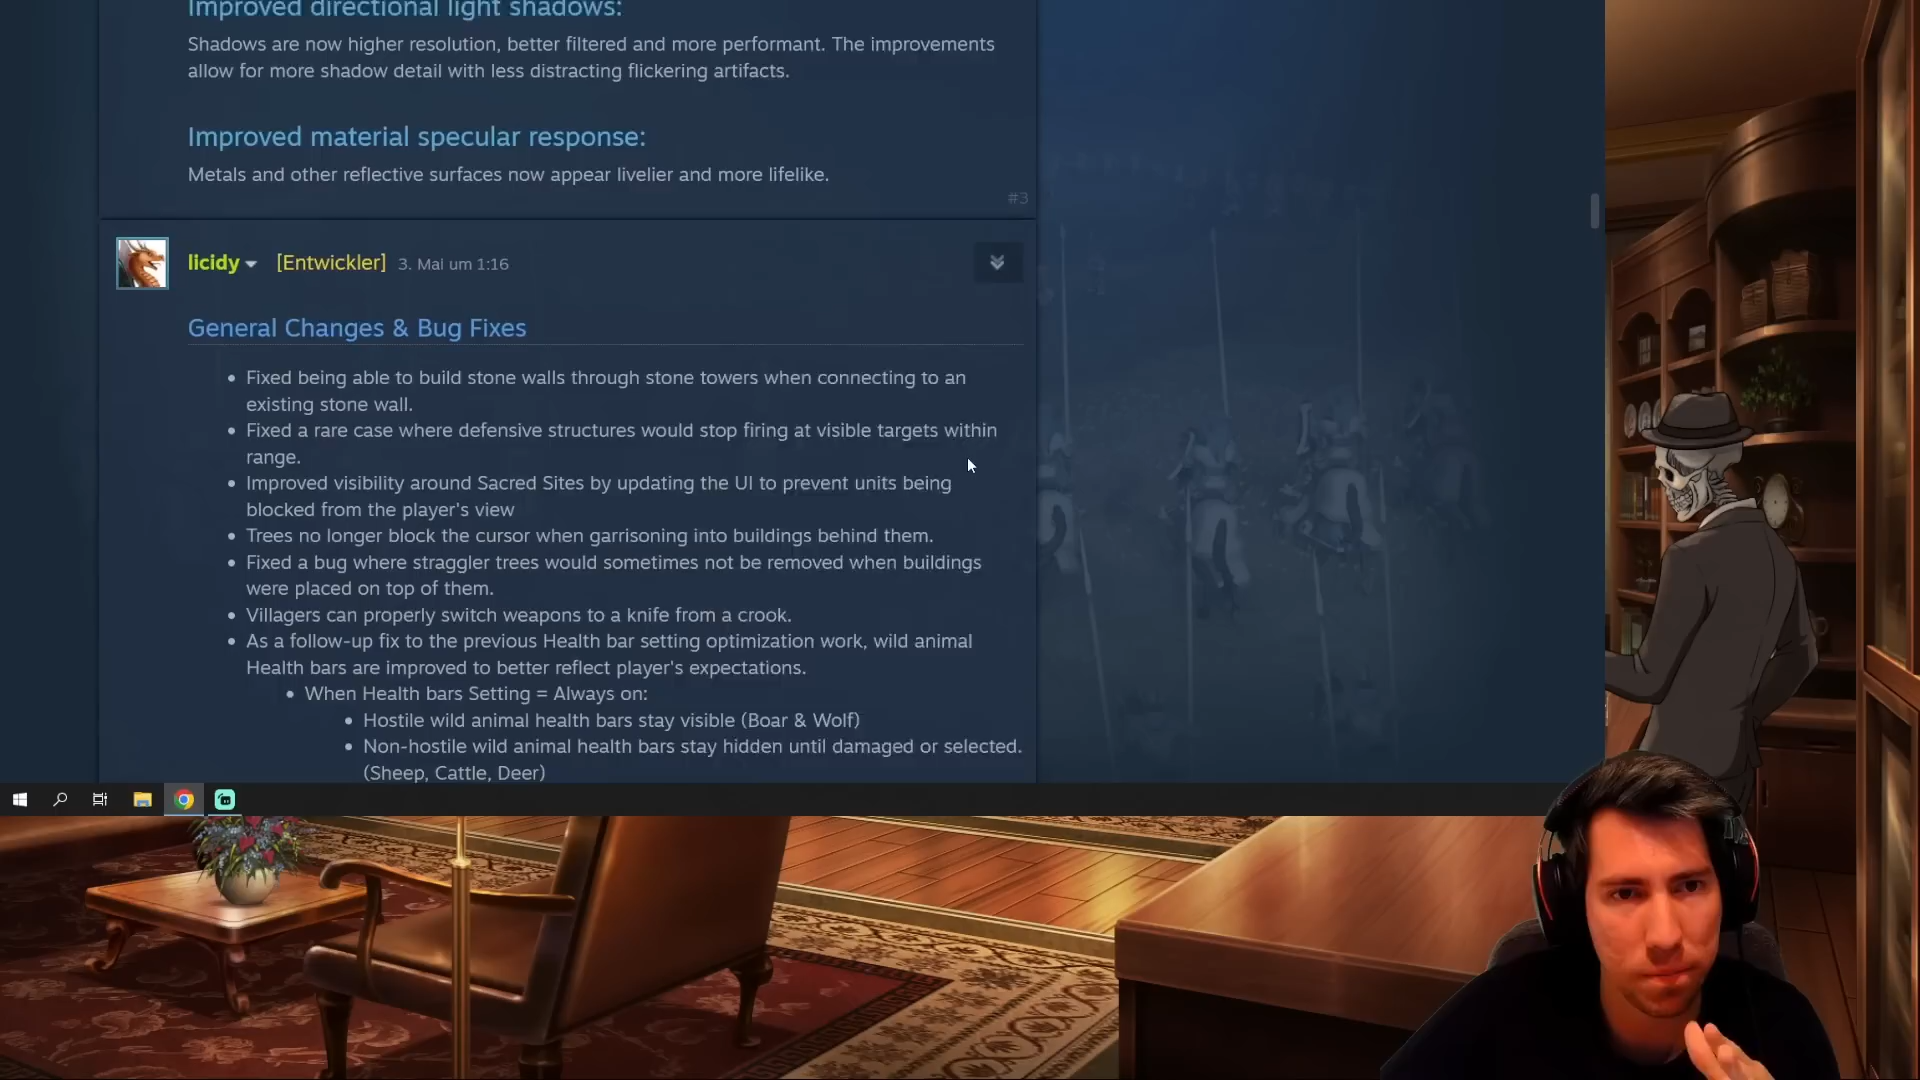 Improved directional light shadows:
Shadows are now higher resolution, better filtered and more performant. The improvements
allow for more shadow detail with less distracting flickering artifacts.
Improved material specular response:
Metals and other reflective surfaces now appear livelier and more lifelike.
#3
licidy [Entwickler] 3. Mai um 1:16
General Changes & Bug Fixes
Fixed being able to build stone walls through stone towers when connecting to an
existing stone wall.
Fixed a rare case where defensive structures would stop firing at visible targets within
range.
Improved visibility around Sacred Sites by updating the UI to prevent units being
blocked from the player's view
Trees no longer block the cursor when garrisoning into buildings behind them.
Fixed a bug where straggler trees would sometimes not be removed when buildings
were placed on top of them.
Villagers can properly switch weapons to a knife from a crook.
As a follow-up fix to the previous Health bar setting optimization work, wild animal
Health bars are improved to better reflect player's expectations.
When Health bars Setting = Always on:
Hostile wild animal health bars stay visible (Boar & Wolf)
Non-hostile wild animal health bars stay hidden until damaged or selected.
(Sheep, Cattle, Deer)